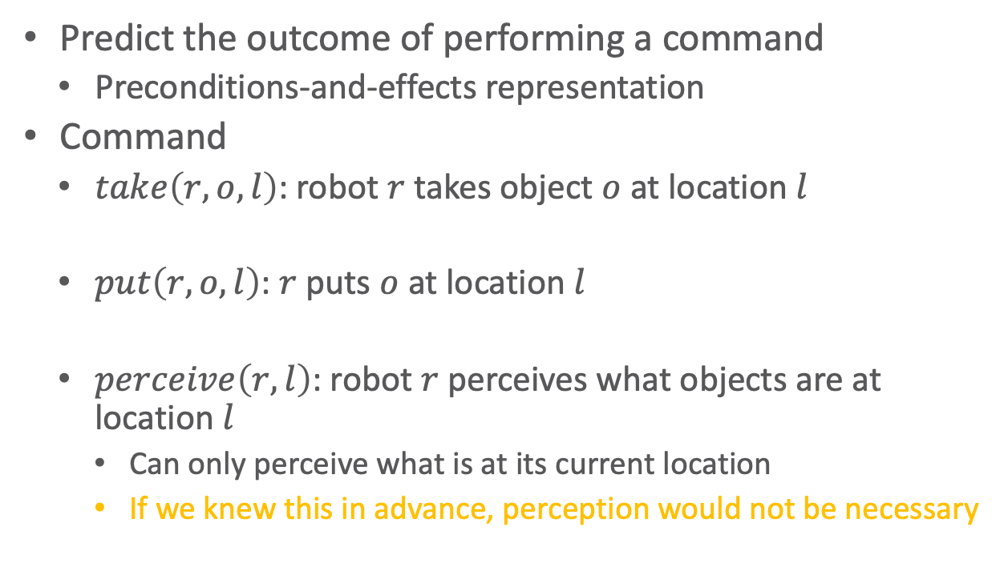 • Predict the outcome of performing a command
• Preconditions-and-effects representation
• Command
• take(r, o, l): robot r takes object o at location l
• put(r, o, l): r puts o at location l
• perceive(r, l): robot r perceives what objects are at
location l
• Can only perceive what is at its current location
• If we knew this in advance, perception would not be necessary